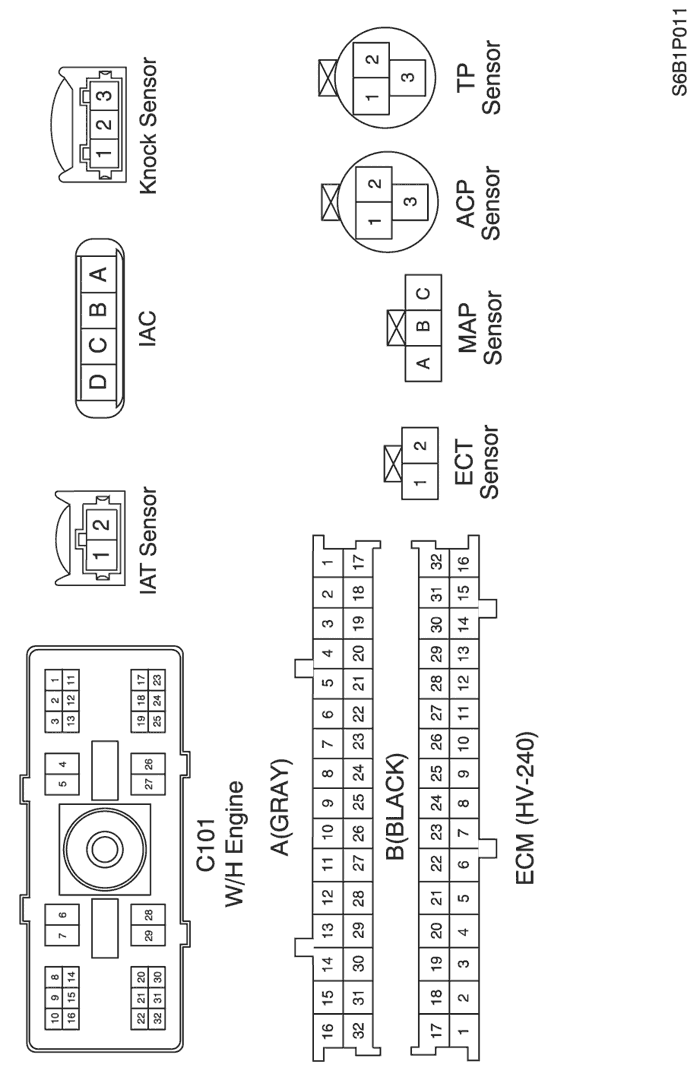 10 9 8 7 6 5 4 3 2 1
16 15 14 13 12 11
22 21 20 29 28 27 26 19 18 17
32 31 30 25 24 23
C101
W/H Engine
1 2
IAT Sensor
D C B A
IAC
1 2 3
Knock Sensor
A(GRAY)
16 15 14 13 12 11 10 9 8 7 6 5 4 3 2 1
32 31 30 29 28 27 26 25 24 23 22 21 20 19 18 17
B(BLACK)
17 18 19 20 21 22 23 24 25 26 27 28 29 30 31 32
1 2 3 4 5 6 7 8 9 10 11 12 13 14 15 16
ECM (HV-240)
1 2
ECT
Sensor
A B C
MAP
Sensor
1 2
3
ACP
Sensor
1 2
3
TP
Sensor
S6B1P011